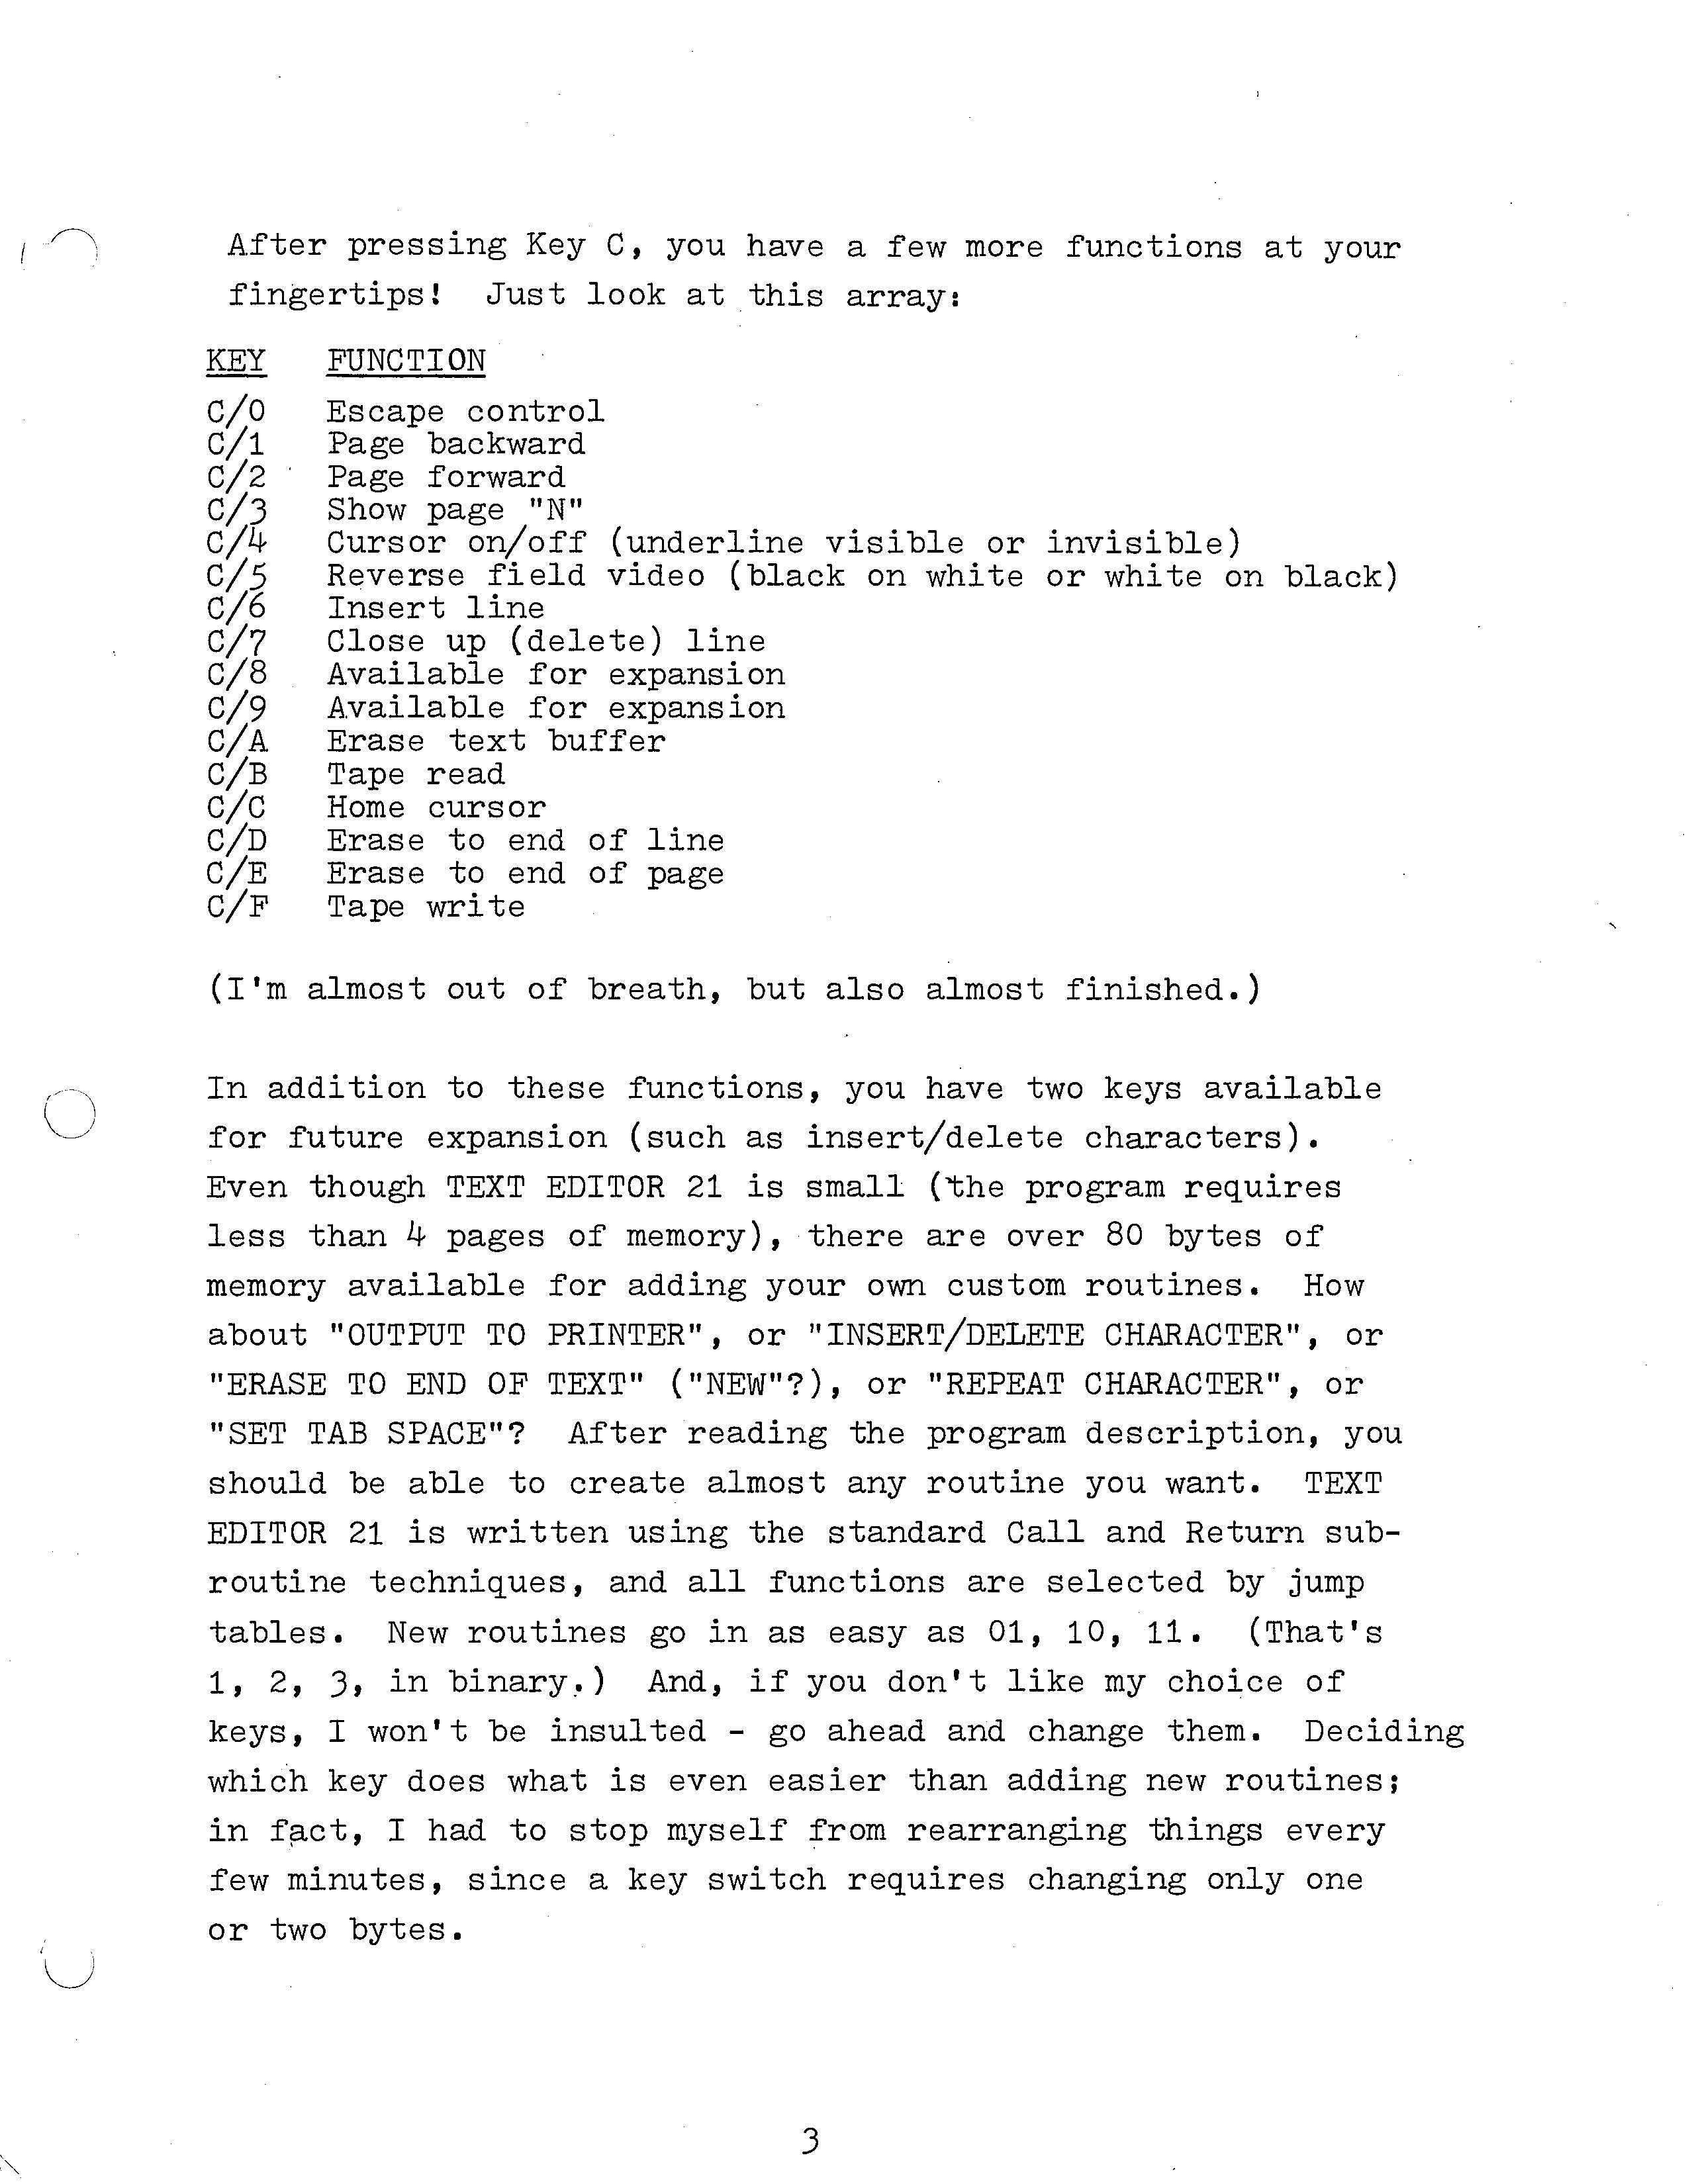 After pressing Key C, you have a few more functions at your
fingertips!  Just look at this array:
KEY FUNCTION
C/0 Escape control
C/1 Page backward
C/2 Page forward
C/3 Show page "N"
C/4 Cursor on/off (underline visible or invisible)
C/5 Reverse field video (black on white or white on black)
C/6 Insert line
C/7 Close up (delete) line
C/8 Available for expansion
C/9 Available for expansion
C/A Erase text buffer
C/B Tape read
C/C Home cursor
C/D Erase to end of line
C/E Erase to end of page
C/F Tape write
(I'm almost out of breath, but also almost finished.)
In addition to these functions, you have two keys available
for future expansion (such as insert/delete characters).
Even though TEXT EDITOR 21 is small (the program requires
less than 4 pages of memory), there are over 80 bytes of
memory available for adding your own custom routines.  How
about "OUTPUT TO PRINTER", or "INSERT/DELETE CHARACTER", or
"ERASE TO END OF TEXT" ("NEW"?), or "REPEAT CHARACTER", or
"SET TAB SPACE"?  After reading the program description, you
should be able to create almost any routine you want.  TEXT
EDITOR 21 is written using the standard Call and Return sub-
routine techniques, and all functions are selected by jump
tables.  New routines go in as easy as 01, 10, 11.  (That's
1, 2, 3, in binary.)  And, if you don't like my choice of
keys, I won't be insulted - go ahead and change them.  Deciding
which key does what is even easier than adding new routines;
in fact, I had to stop myself from rearranging things every
few minutes, since a key switch requires changing only one
or two bytes.
3